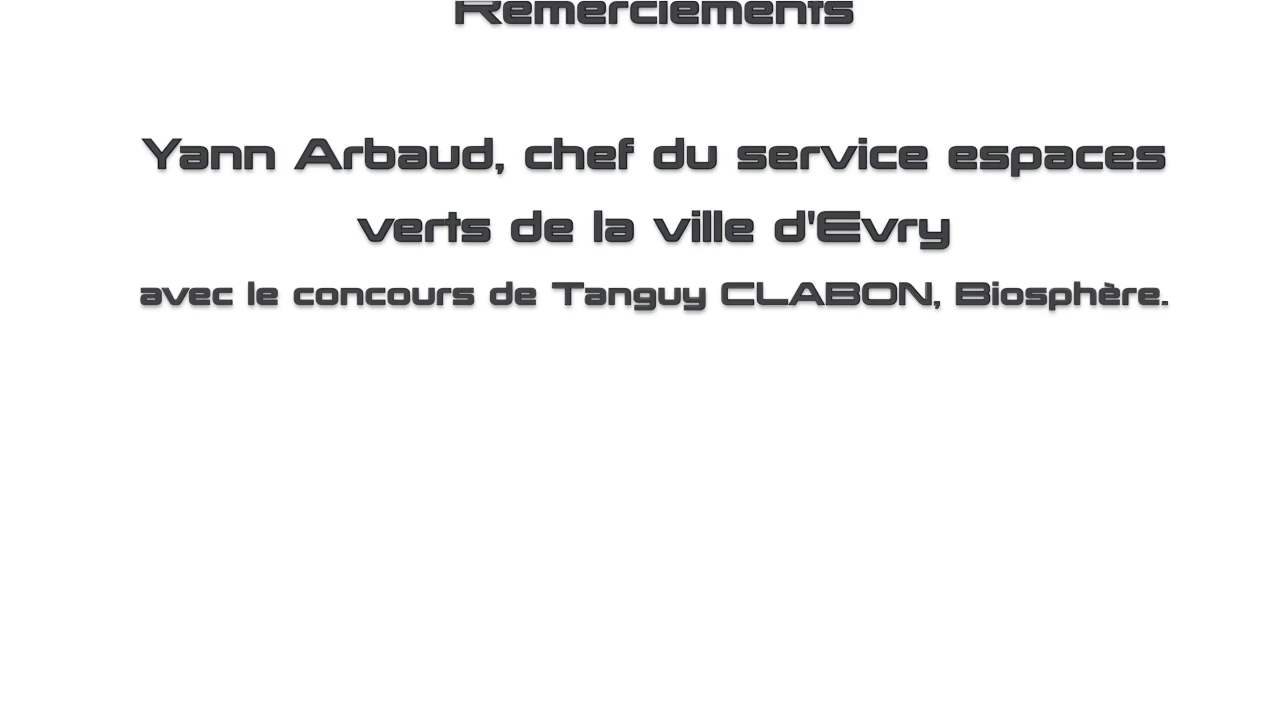 Remerciements
Yann Arbaud, chef du service espaces
verts de la ville d'Evry
avec le concours de Tanguy CLABON, Biosphère.